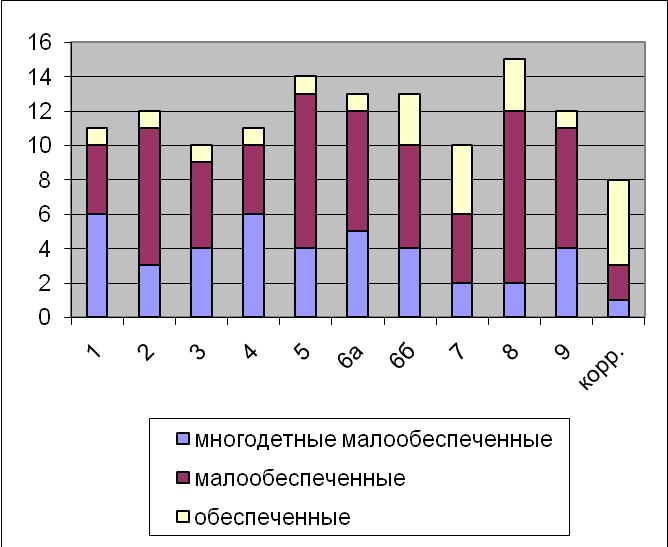 16
14
12
10
8
6
4
2
0
1 2 3 4 5 6а 6б 7 8 9 корр.
многодетные малообеспеченные
малообеспеченные
обеспеченные